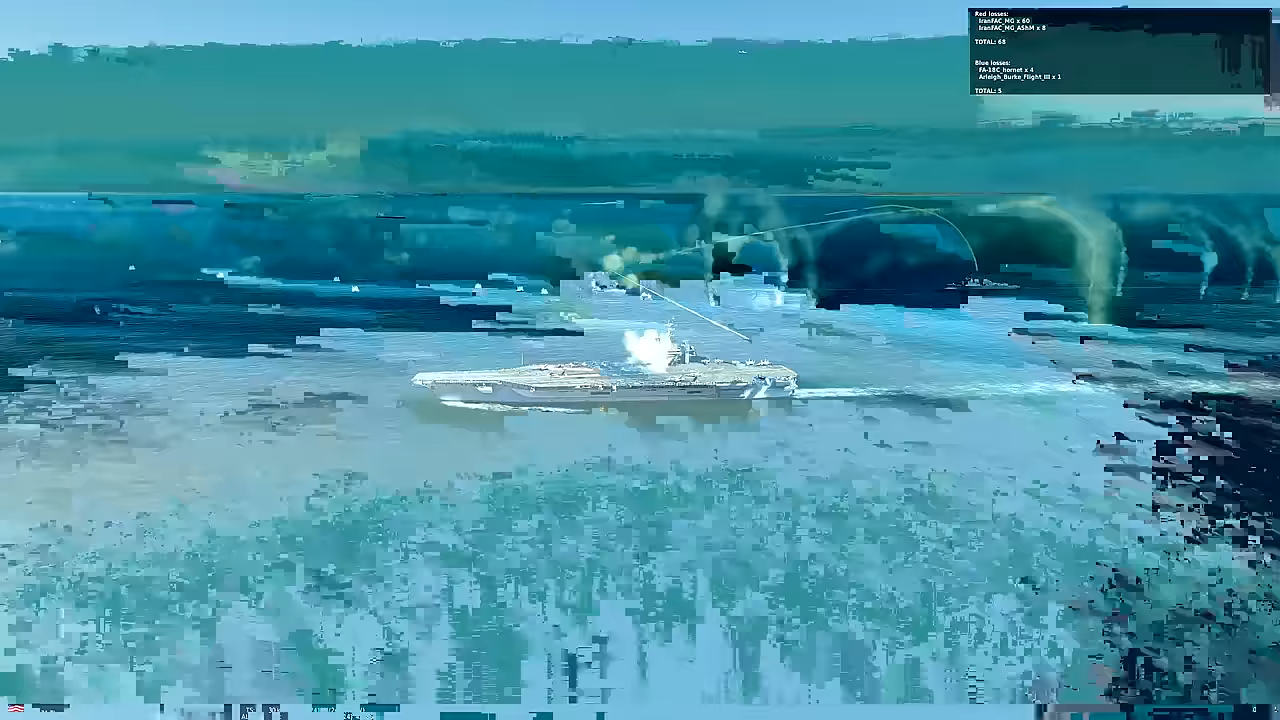 Red losses:
IranFAC_MG x 60
IranFAC_MG_AShM x 8
TOTAL: 68
Blue losses:
FA-18C_hornet x 4
Arleigh_Burke_Flight_III x 1
TOTAL: 5